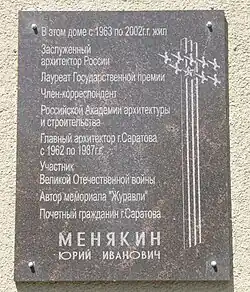 В этом доме с 1963 по 2002г.г. жил
Заслуженный
архитектор России
Лауреат Государственной премии
Член-корреспондент
Российской Академии архитектуры
и строительства
Главный архитектор г.Саратова
с 1962 по 1987г.г.
Участник
Великой Отечественной войны
Автор мемориала "Журавли"
Почетный гражданин г.Саратова
МЕНЯКИН
ЮРИЙ ИВАНОВИЧ